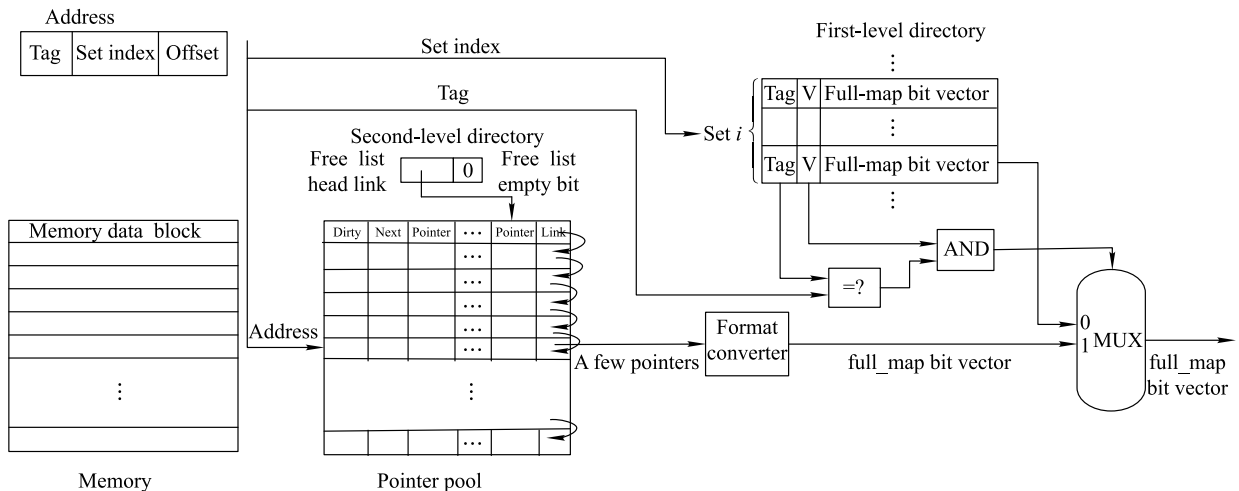 Address
Tag Set index Offset
Set index
Tag
First-level directory
⋮
Tag V Full-map bit vector
⋮
Set i
Tag V Full-map bit vector
⋮
Second-level directory
Free list head link
0
Free list empty bit
Memory data block
⋮
Memory
Dirty Next Pointer ... Pointer Link
...
...
...
...
...
⋮
...
Pointer pool
Address
A few pointers
Format converter
full_map bit vector
=?
AND
0
1
MUX
full_map bit vector